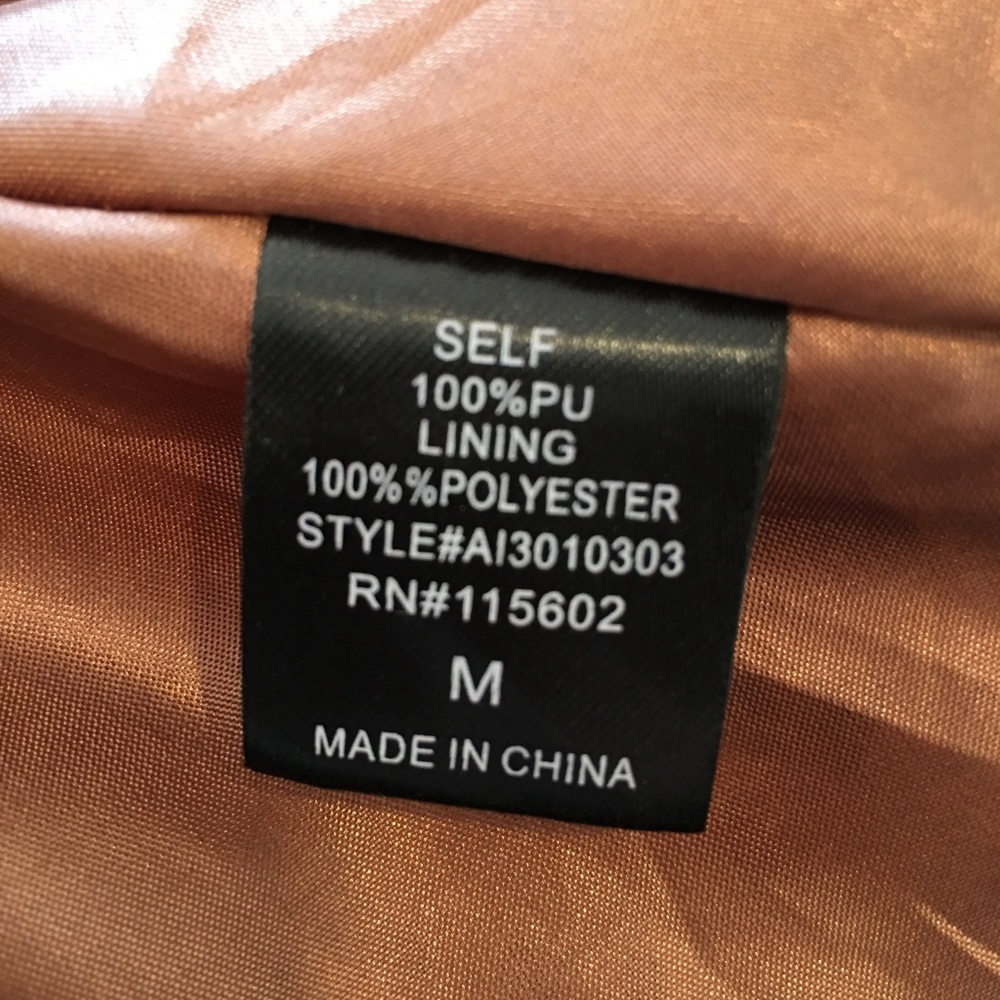 SELF
100%PU
LINING
100%%POLYESTER
STYLE#AI3010303
RN#115602
M
MADE IN CHINA